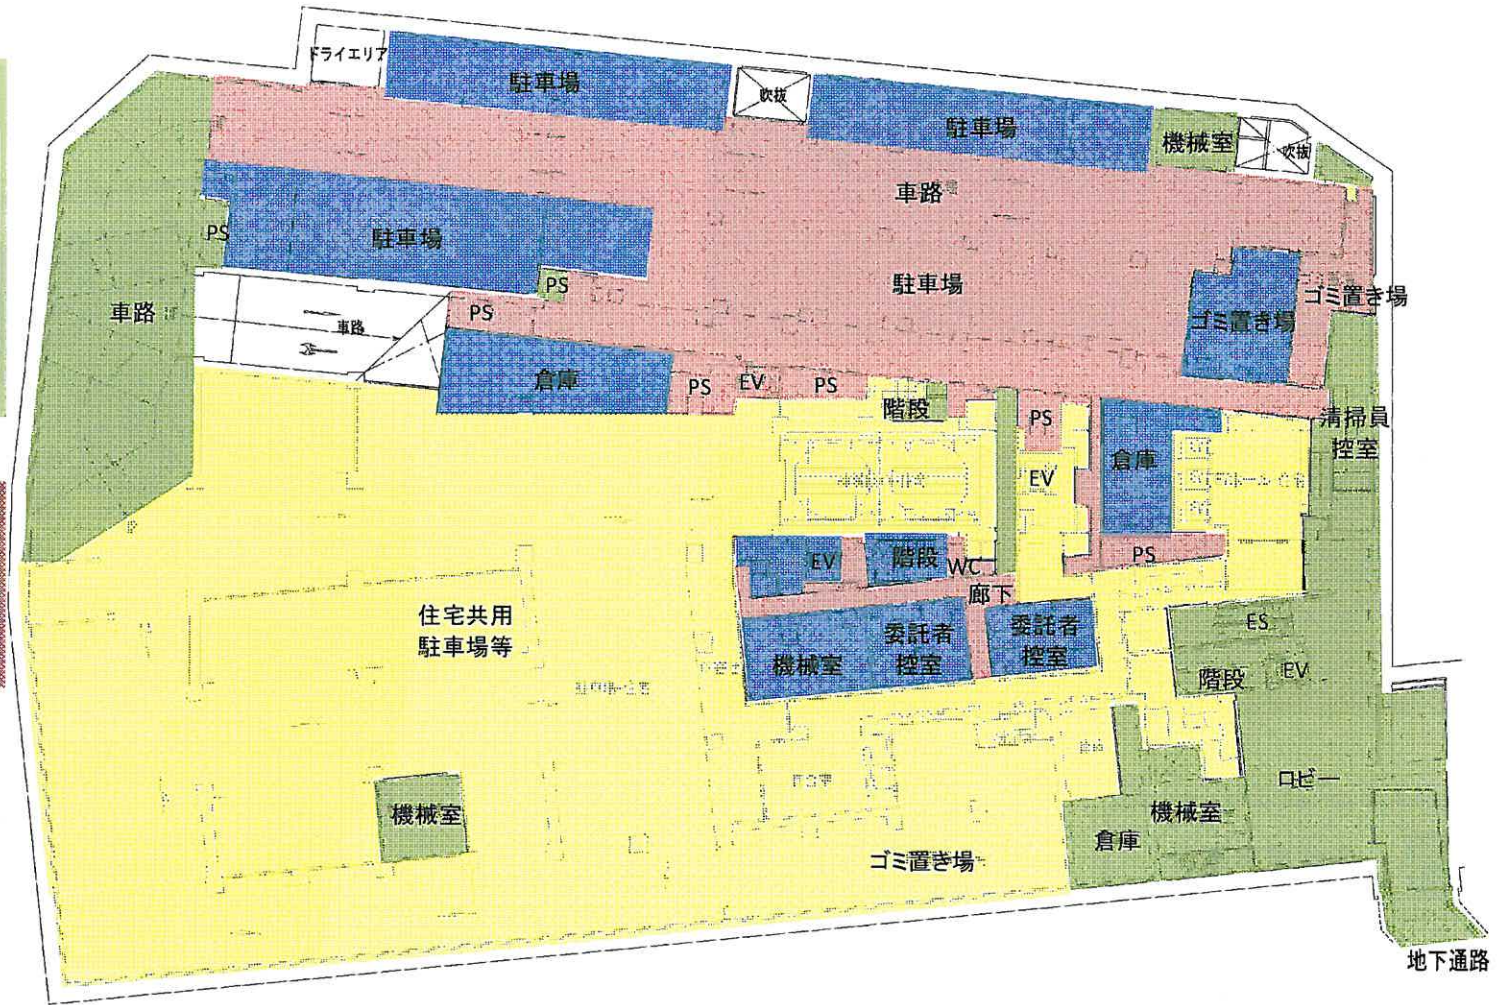 ドライエリア
駐車場
吹抜
駐車場
機械室
吹抜
車路
PS
駐車場
駐車場
PS
ゴミ置き場
ゴミ置き場
車路
PS
車路
倉庫
PS
EV
PS
階段
PS
清掃員
控室
倉庫
EV
EV
階段
WC
PS
廊下
住宅共用
駐車場等
委託者
控室
委託者
控室
機械室
ES
階段
EV
ロビー
機械室
機械室
倉庫
ゴミ置き場
地下通路